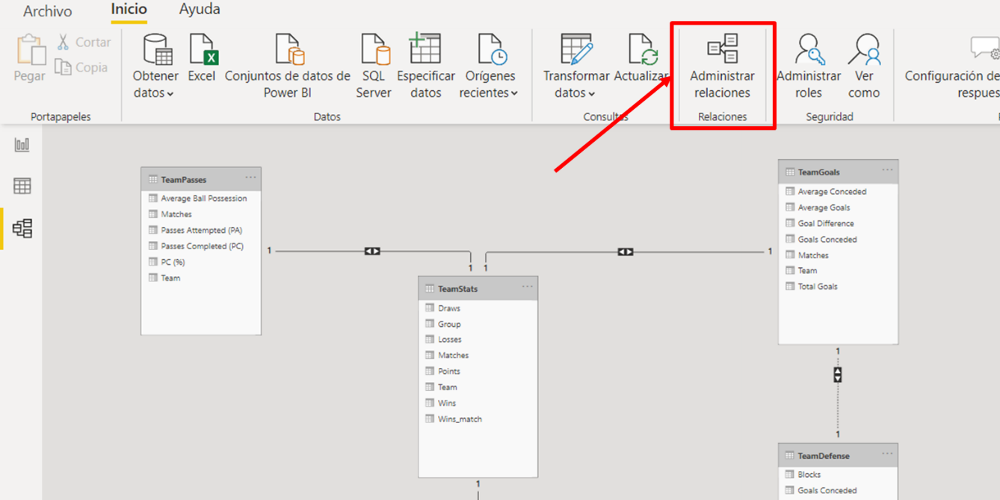 Archivo Inicio Ayuda
Pegar
Cortar
Copia
Portapapeles
Obtener
datos
Excel
Conjuntos de datos de
Power BI
SQL
Server
Especificar
datos
Orígenes
recientes
Datos
Transformar
datos
Actualizar
Consultas
Administrar
relaciones
Relaciones
Administrar
roles
Ver
como
Seguridad
Configuración de
TeamPasses
Average Ball Possession
Matches
Passes Attempted (PA)
Passes Completed (PC)
PC (%)
Team
1
1
1
1
TeamStats
Draws
Group
Losses
Matches
Points
Team
Wins
Wins_match
1
TeamGoals
Average Conceded
Average Goals
Goal Difference
Goals Conceded
Matches
Team
Total Goals
1
1
TeamDefense
Blocks
Goals Conceded